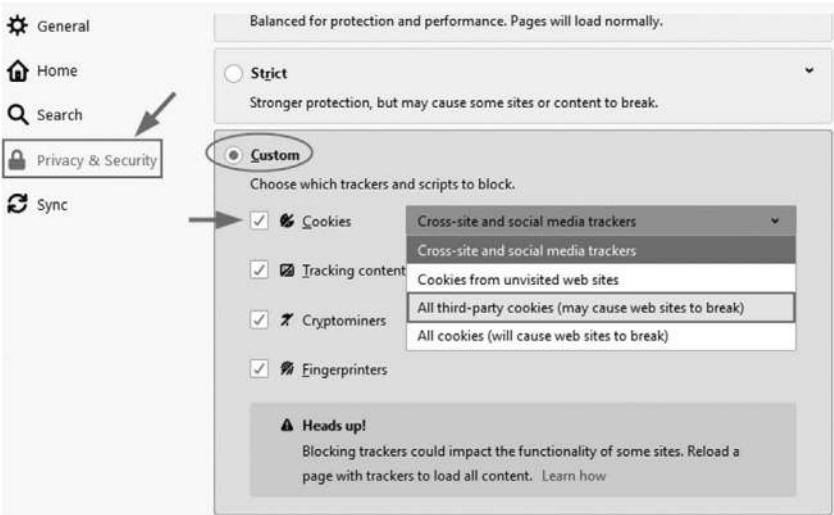 General
Home
Search
Privacy & Security
Sync
Balanced for protection and performance. Pages will load normally.
Strict
Stronger protection, but may cause some sites or content to break.
Custom
Choose which trackers and scripts to block.
Cookies
Cross-site and social media trackers
Cross-site and social media trackers
Cookies from unvisited web sites
All third-party cookies (may cause web sites to break)
All cookies (will cause web sites to break)
Tracking content
Cryptominers
Fingerprinters
Heads up!
Blocking trackers could impact the functionality of some sites. Reload a
page with trackers to load all content. Learn how